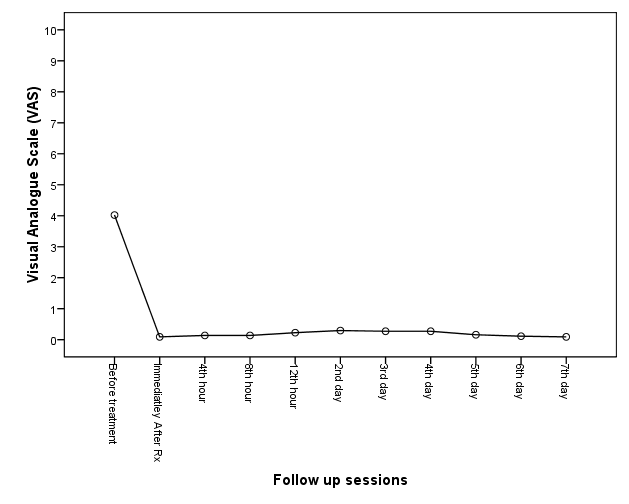 Visual Analogue Scale (VAS)
10
9
8
7
6
5
4
3
2
1
0
Before treatment
Immediatley After Rx
4th hour
8th hour
12th hour
2nd day
3rd day
4th day
5th day
6th day
7th day
Follow up sessions